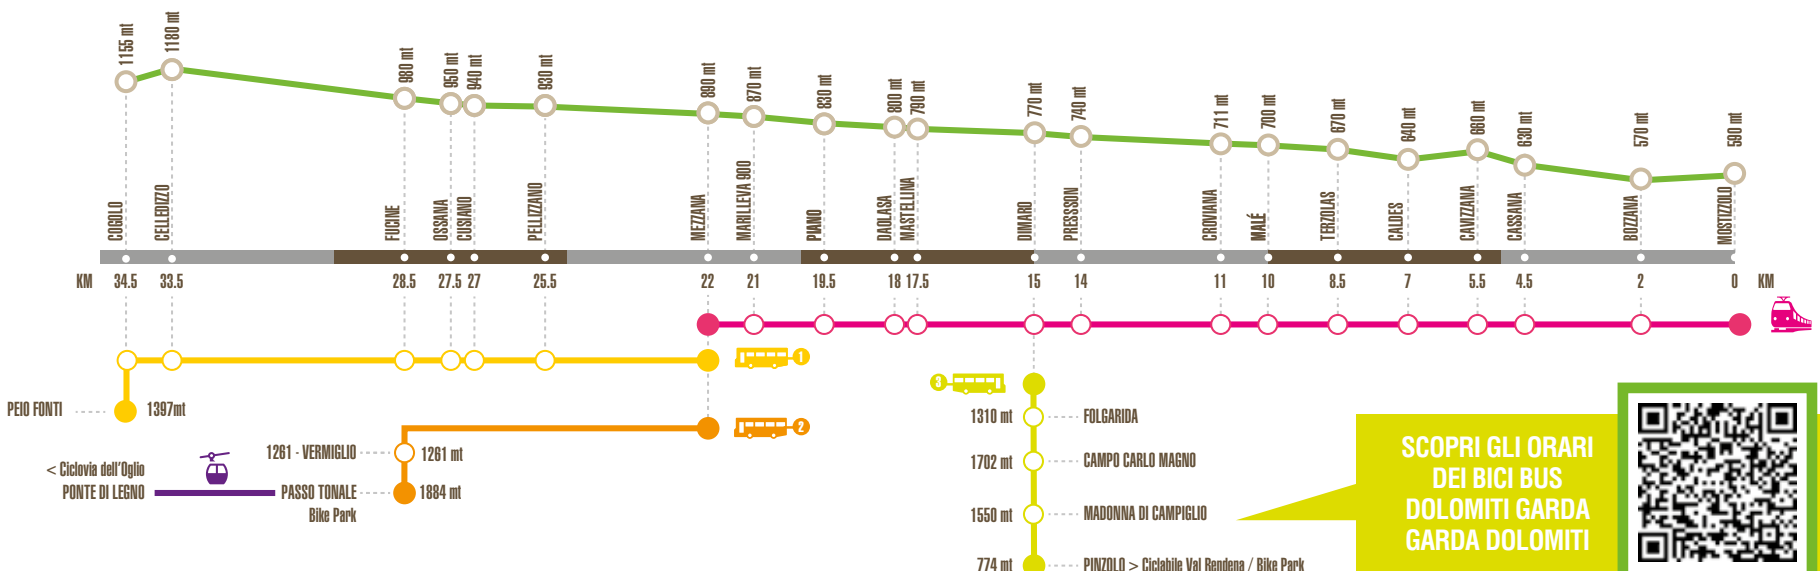 1155 mt
1180 mt
980 mt
950 mt
940 mt
930 mt
890 mt
870 mt
830 mt
800 mt
790 mt
770 mt
740 mt
711 mt
700 mt
670 mt
640 mt
660 mt
630 mt
570 mt
590 mt
COGOLO
CELLEDIZZO
FUCINE
OSSANA
CUSIANO
PELLIZZANO
MEZZANA
MARILLEVA 900
PIANO
DAOLASA
MASTELLINA
DIMARO
PRESSSON
CROVIANA
MALÉ
TERZOLAS
CALDES
CAVIZZANA
CASSANA
BOZZANA
MOSTIZZOLO
KM 34.5 33.5 28.5 27.5 27 25.5 22 21 19.5 18 17.5 15 14 11 10 8.5 7 5.5 4.5 2 0 KM
1
PEIO FONTI 1397mt
2
1261 - VERMIGLIO 1261 mt
< Ciclovia dell'Oglio
PONTE DI LEGNO
PASSO TONALE 1884 mt
Bike Park
3
1310 mt FOLGARIDA
1702 mt CAMPO CARLO MAGNO
1550 mt MADONNA DI CAMPIGLIO
774 mt PINZOLO > Ciclabile Val Rendena / Bike Park
SCOPRI GLI ORARI
DEI BICI BUS
DOLOMITI GARDA
GARDA DOLOMITI